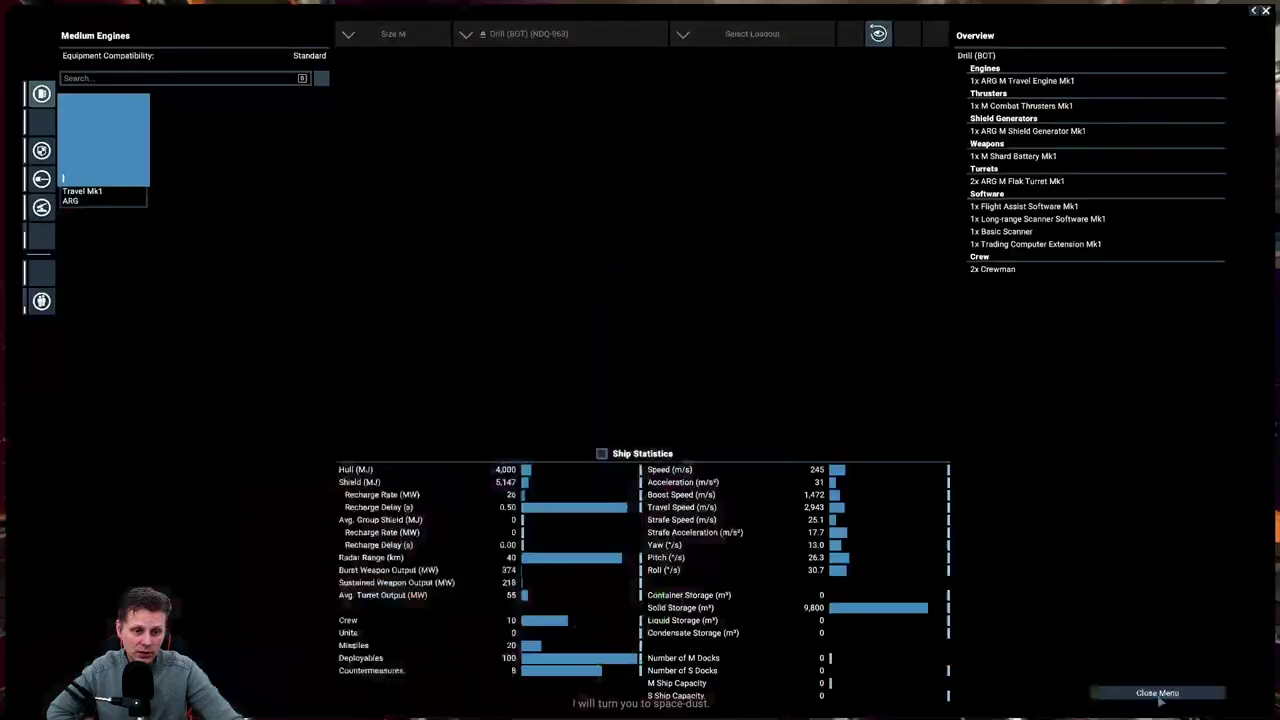 Medium Engines
Equipment Compatibility: Standard
Search...
Travel Mk1
ARG
Size M
Drill (BOT) (NDQ-963)
Select Loadout
Ship Statistics
Hull (MJ) 4,000
Shield (MJ) 5,147
Recharge Rate (MW) 26
Recharge Delay (s) 0.50
Avg. Group Shield (MJ) 0
Recharge Rate (MW) 0
Recharge Delay (s) 0.00
Radar Range (km) 40
Burst Weapon Output (MW) 374
Sustained Weapon Output (MW) 218
Avg. Turret Output (MW) 55
Crew 10
Units 0
Missiles 20
Deployables 100
Countermeasures 8
Speed (m/s) 245
Acceleration (m/s²) 31
Boost Speed (m/s) 1,472
Travel Speed (m/s) 2,943
Strafe Speed (m/s) 25.1
Strafe Acceleration (m/s²) 17.7
Yaw (°/s) 13.0
Pitch (°/s) 26.3
Roll (°/s) 30.7
Container Storage (m³) 0
Solid Storage (m³) 9,800
Liquid Storage (m³) 0
Condensate Storage (m³) 0
Number of M Docks 0
Number of S Docks 0
M Ship Capacity 0
S Ship Capacity 0
I will turn you to space-dust.
Overview
Drill (BOT)
Engines
1x ARG M Travel Engine Mk1
Thrusters
1x M Combat Thrusters Mk1
Shield Generators
1x ARG M Shield Generator Mk1
Weapons
1x M Shard Battery Mk1
Turrets
2x ARG M Flak Turret Mk1
Software
1x Flight Assist Software Mk1
1x Long-range Scanner Software Mk1
1x Basic Scanner
1x Trading Computer Extension Mk1
Crew
2x Crewman
Close Menu